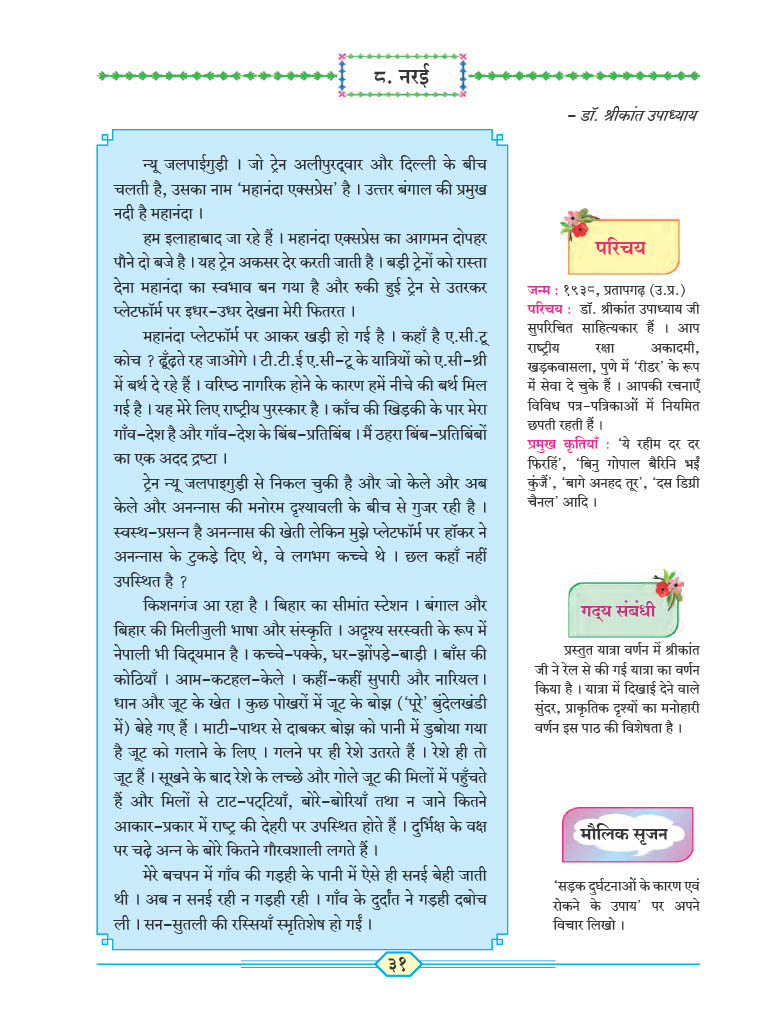 ८. नरई
– डॉ. श्रीकांत उपाध्याय
न्यू जलपाईगुड़ी । जो ट्रेन अलीपुरद्‌वार और दिल्ली के बीच
चलती है, उसका नाम ‘महानंदा एक्सप्रेस’ है । उत्तर बंगाल की प्रमुख
नदी है महानंदा ।
हम इलाहाबाद जा रहे हैं । महानंदा एक्सप्रेस का आगमन दोपहर
पौने दो बजे है । यह ट्रेन अकसर देर करती जाती है । बड़ी ट्रेनों को रास्ता
देना महानंदा का स्वभाव बन गया है और रुकी हुई ट्रेन से उतरकर
प्लेटफॉर्म पर इधर-उधर देखना मेरी फितरत ।
महानंदा प्लेटफॉर्म पर आकर खड़ी हो गई है । कहाँ है ए.सी.टू
कोच ? ढूँढ़ते रह जाओगे । टी.टी.ई ए.सी–टू के यात्रियों को ए.सी–थ्री
में बर्थ दे रहे हैं । वरिष्ठ नागरिक होने के कारण हमें नीचे की बर्थ मिल
गई है । यह मेरे लिए राष्ट्रीय पुरस्कार है । काँच की खिड़की के पार मेरा
गाँव–देश है और गाँव–देश के बिंब–प्रतिबिंब । मैं ठहरा बिंब–प्रतिबिंबों
का एक अदद द्रष्टा ।
ट्रेन न्यू जलपाइगुड़ी से निकल चुकी है और जो केले और अब
केले और अनन्नास की मनोरम दृश्यावली के बीच से गुजर रही है ।
स्वस्थ–प्रसन्न है अनन्नास की खेती लेकिन मुझे प्लेटफॉर्म पर हॉकर ने
अनन्नास के टुकड़े दिए थे, वे लगभग कच्चे थे । छल कहाँ नहीं
उपस्थित है ?
किशनगंज आ रहा है । बिहार का सीमांत स्टेशन । बंगाल और
बिहार की मिलीजुली भाषा और संस्कृति । अदृश्य सरस्वती के रूप में
नेपाली भी विद्‌यमान है । कच्चे–पक्के, घर–झोंपड़े–बाड़ी । बाँस की
कोठियाँ । आम–कटहल–केले । कहीं–कहीं सुपारी और नारियल ।
धान और जूट के खेत । कुछ पोखरों में जूट के बोझ (‘पूरे’ बुंदेलखंडी
में) बेहे गए हैं । माटी–पाथर से दाबकर बोझ को पानी में डुबोया गया
है जूट को गलाने के लिए । गलने पर ही रेशे उतरते हैं । रेशे ही तो
जूट हैं । सूखने के बाद रेशे के लच्छे और गोले जूट की मिलों में पहुँचते
हैं और मिलों से टाट–पट्‌टियाँ, बोरे–बोरियाँ तथा न जाने कितने
आकार–प्रकार में राष्ट्र की देहरी पर उपस्थित होते हैं । दुर्भिक्ष के वक्ष
पर चढ़े अन्न के बोरे कितने गौरवशाली लगते हैं ।
मेरे बचपन में गाँव की गड़ही के पानी में ऐसे ही सनई बेही जाती
थी । अब न सनई रही न गड़ही रही । गाँव के दुर्दांत ने गड़ही दबोच
ली । सन–सुतली की रस्सियाँ स्मृतिशेष हो गईं ।
परिचय
जन्म : १९३८, प्रतापगढ़ (उ.प्र.)
परिचय : डॉ. श्रीकांत उपाध्याय जी
सुपरिचित साहित्यकार हैं । आप
राष्ट्रीय रक्षा अकादमी,
खड़कवासला, पुणे में ‘रीडर’ के रूप
में सेवा दे चुके हैं । आपकी रचनाएँ
विविध पत्र–पत्रिकाओं में नियमित
छपती रहती हैं ।
प्रमुख कृतियाँ : ‘ये रहीम दर दर
फिरहिं’, ‘बिनु गोपाल बैरिनि भईं
कुंजैं’, ‘बागे अनहद तूर’, ‘दस डिग्री
चैनल’ आदि ।
गद्‌य संबंधी
प्रस्तुत यात्रा वर्णन में श्रीकांत
जी ने रेल से की गई यात्रा का वर्णन
किया है । यात्रा में दिखाई देने वाले
सुंदर, प्राकृतिक दृश्यों का मनोहारी
वर्णन इस पाठ की विशेषता है ।
मौलिक सृजन
‘सड़क दुर्घटनाओं के कारण एवं
रोकने के उपाय’ पर अपने
विचार लिखो ।
३१